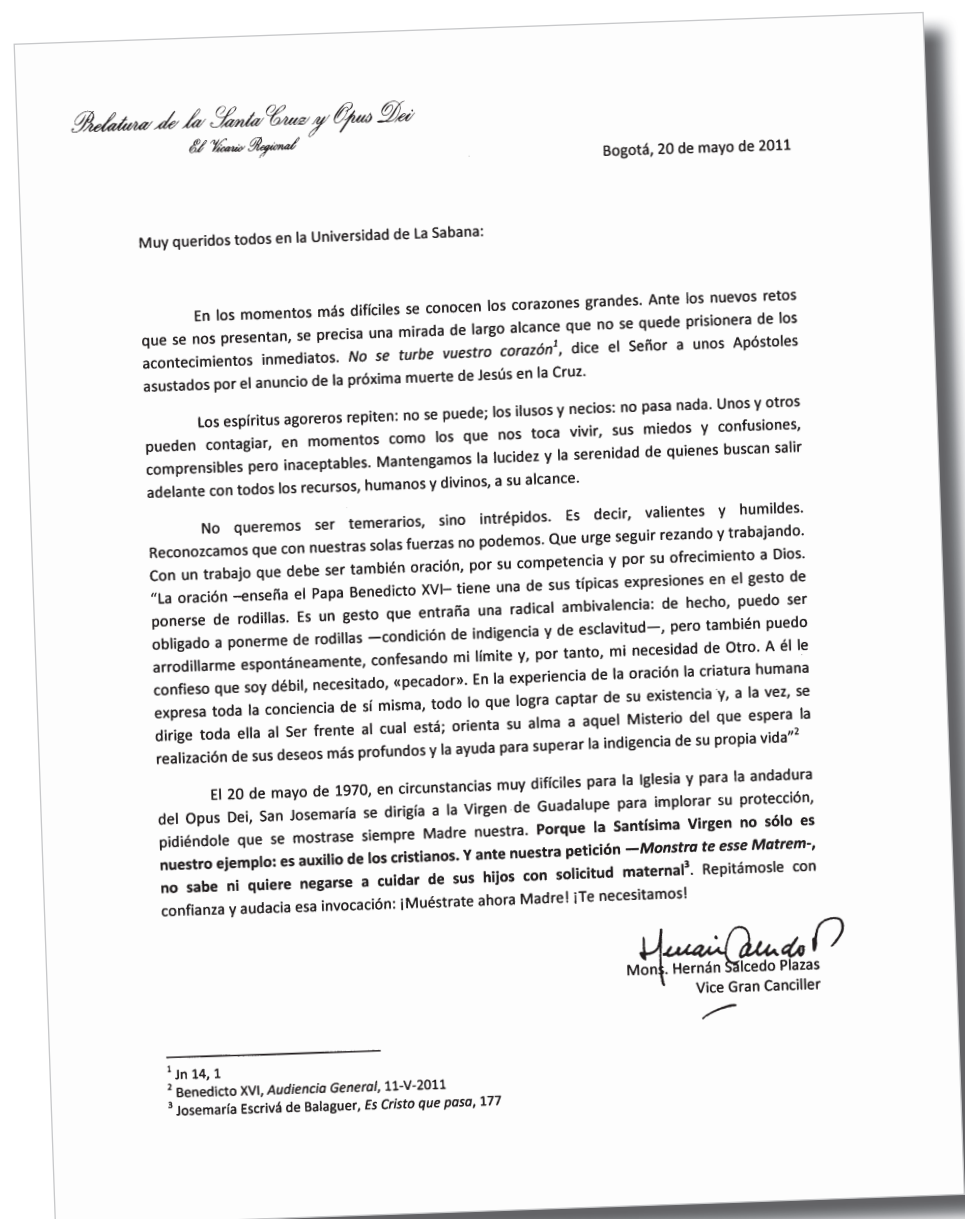 Prelatura de la Santa Cruz y Opus Dei
El Vicario Regional
Bogotá, 20 de mayo de 2011
Muy queridos todos en la Universidad de La Sabana:
En los momentos más difíciles se conocen los corazones grandes. Ante los nuevos retos
que se nos presentan, se precisa una mirada de largo alcance que no se quede prisionera de los
acontecimientos inmediatos. No se turbe vuestro corazón¹, dice el Señor a unos Apóstoles
asustados por el anuncio de la próxima muerte de Jesús en la Cruz.
Los espíritus agoreros repiten: no se puede; los ilusos y necios: no pasa nada. Unos y otros
pueden contagiar, en momentos como los que nos toca vivir, sus miedos y confusiones,
comprensibles pero inaceptables. Mantengamos la lucidez y la serenidad de quienes buscan salir
adelante con todos los recursos, humanos y divinos, a su alcance.
No queremos ser temerarios, sino intrépidos. Es decir, valientes y humildes.
Reconozcamos que con nuestras solas fuerzas no podemos. Que urge seguir rezando y trabajando.
Con un trabajo que debe ser también oración, por su competencia y por su ofrecimiento a Dios.
“La oración –enseña el Papa Benedicto XVI– tiene una de sus típicas expresiones en el gesto de
ponerse de rodillas. Es un gesto que entraña una radical ambivalencia: de hecho, puedo ser
obligado a ponerme de rodillas —condición de indigencia y de esclavitud—, pero también puedo
arrodillarme espontáneamente, confesando mi límite y, por tanto, mi necesidad de Otro. A él le
confieso que soy débil, necesitado, «pecador». En la experiencia de la oración la criatura humana
expresa toda la conciencia de sí misma, todo lo que logra captar de su existencia y, a la vez, se
dirige toda ella al Ser frente al cual está; orienta su alma a aquel Misterio del que espera la
realización de sus deseos más profundos y la ayuda para superar la indigencia de su propia vida”²
El 20 de mayo de 1970, en circunstancias muy difíciles para la Iglesia y para la andadura
del Opus Dei, San Josemaría se dirigía a la Virgen de Guadalupe para implorar su protección,
pidiéndole que se mostrase siempre Madre nuestra. Porque la Santísima Virgen no sólo es
nuestro ejemplo: es auxilio de los cristianos. Y ante nuestra petición —Monstra te esse Matrem-,
no sabe ni quiere negarse a cuidar de sus hijos con solicitud maternal³. Repitámosle con
confianza y audacia esa invocación: ¡Muéstrate ahora Madre! ¡Te necesitamos!
Mons. Hernán Salcedo Plazas
Vice Gran Canciller
¹ Jn 14, 1
² Benedicto XVI, Audiencia General, 11-V-2011
³ Josemaría Escrivá de Balaguer, Es Cristo que pasa, 177